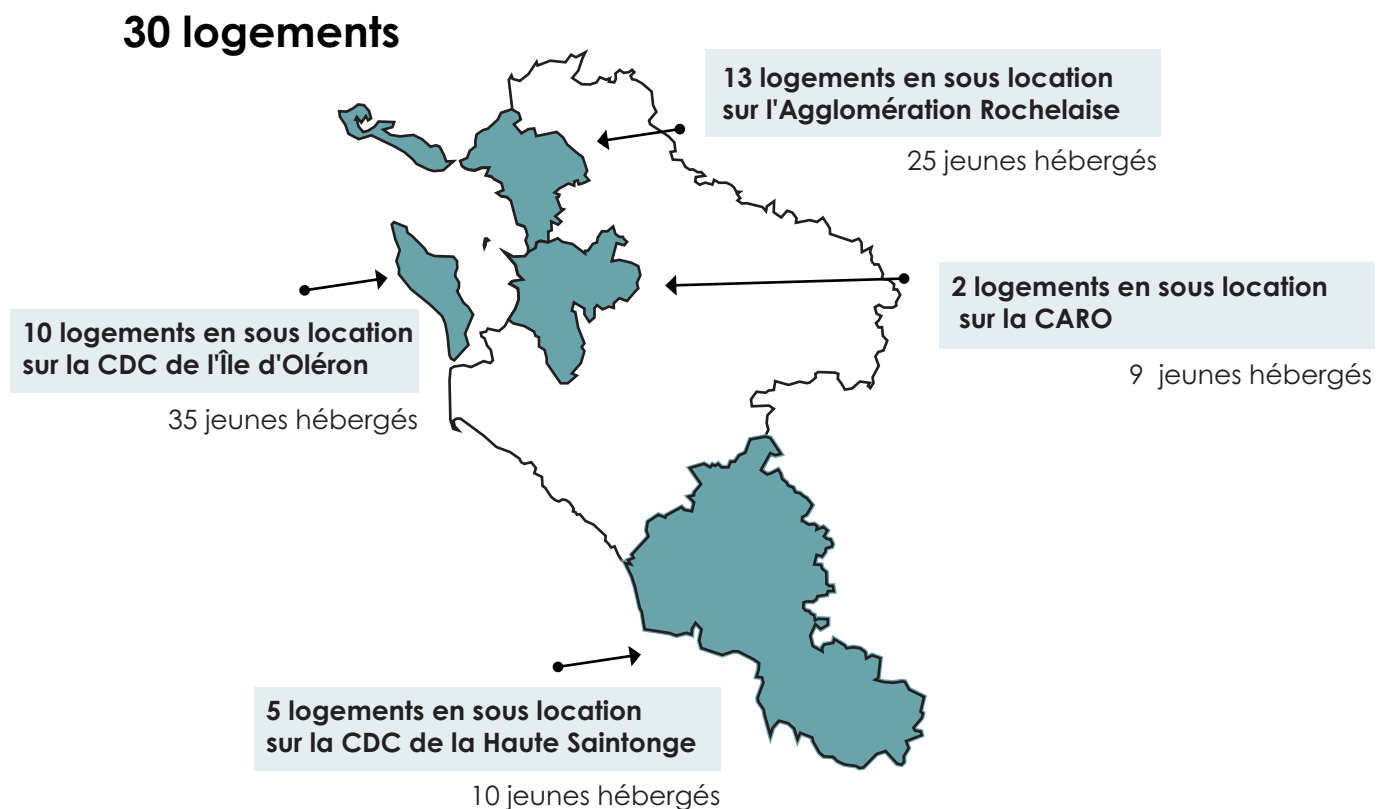 30 logements
13 logements en sous location
sur l'Agglomération Rochelaise
25 jeunes hébergés
2 logements en sous location
sur la CARO
9 jeunes hébergés
10 logements en sous location
sur la CDC de l'Île d'Oléron
35 jeunes hébergés
5 logements en sous location
sur la CDC de la Haute Saintonge
10 jeunes hébergés